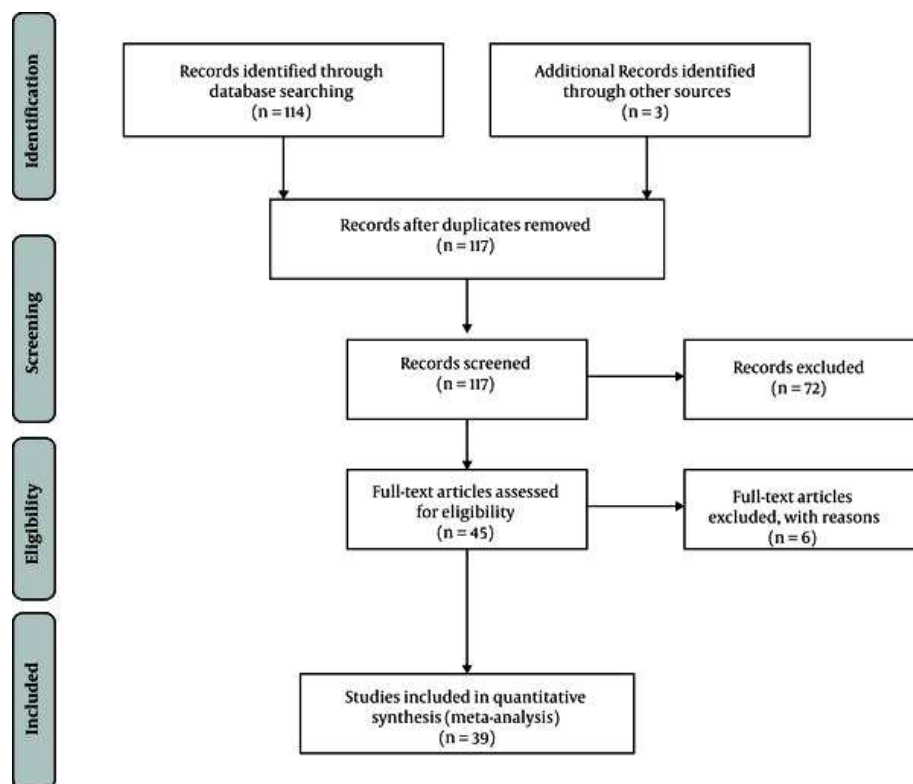 Identification
Records identified through
database searching
(n = 114)
Additional Records identified
through other sources
(n = 3)
Records after duplicates removed
(n = 117)
Screening
Records screened
(n = 117)
Records excluded
(n = 72)
Eligibility
Full-text articles assessed
for eligibility
(n = 45)
Full-text articles
excluded, with reasons
(n = 6)
Included
Studies included in quantitative
synthesis (meta-analysis)
(n = 39)